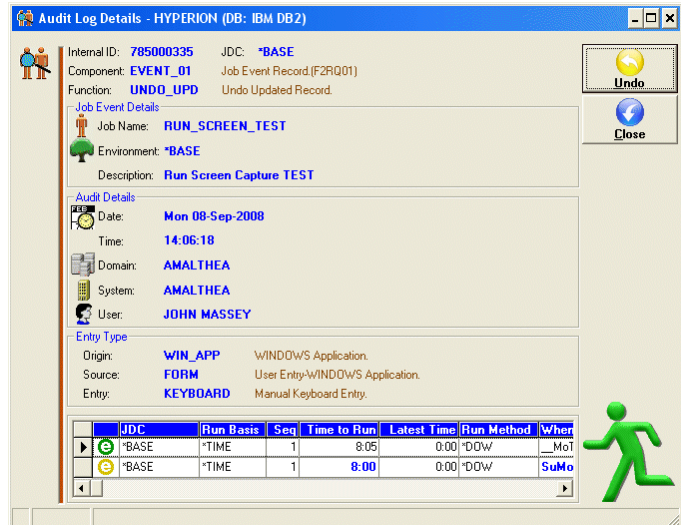 Audit Log Details - HYPERION (DB: IBM DB2)
Internal ID: 785000335 JDC: *BASE
Component: EVENT_01 Job Event Record.(F2RQ01)
Function: UNDO_UPD Undo Updated Record.
Undo
Close
Job Event Details
Job Name: RUN_SCREEN_TEST
Environment: *BASE
Description: Run Screen Capture TEST
Audit Details
Date: Mon 08-Sep-2008
Time: 14:06:18
Domain: AMALTHEA
System: AMALTHEA
User: JOHN MASSEY
Entry Type
Origin: WIN_APP WINDOWS Application.
Source: FORM User Entry-WINDOWS Application.
Entry: KEYBOARD Manual Keyboard Entry.
JDC Run Basis Seq Time to Run Latest Time Run Method When
e *BASE *TIME 1 8:05 0:00 *DOW __MoT
e *BASE *TIME 1 8:00 0:00 *DOW SuMo